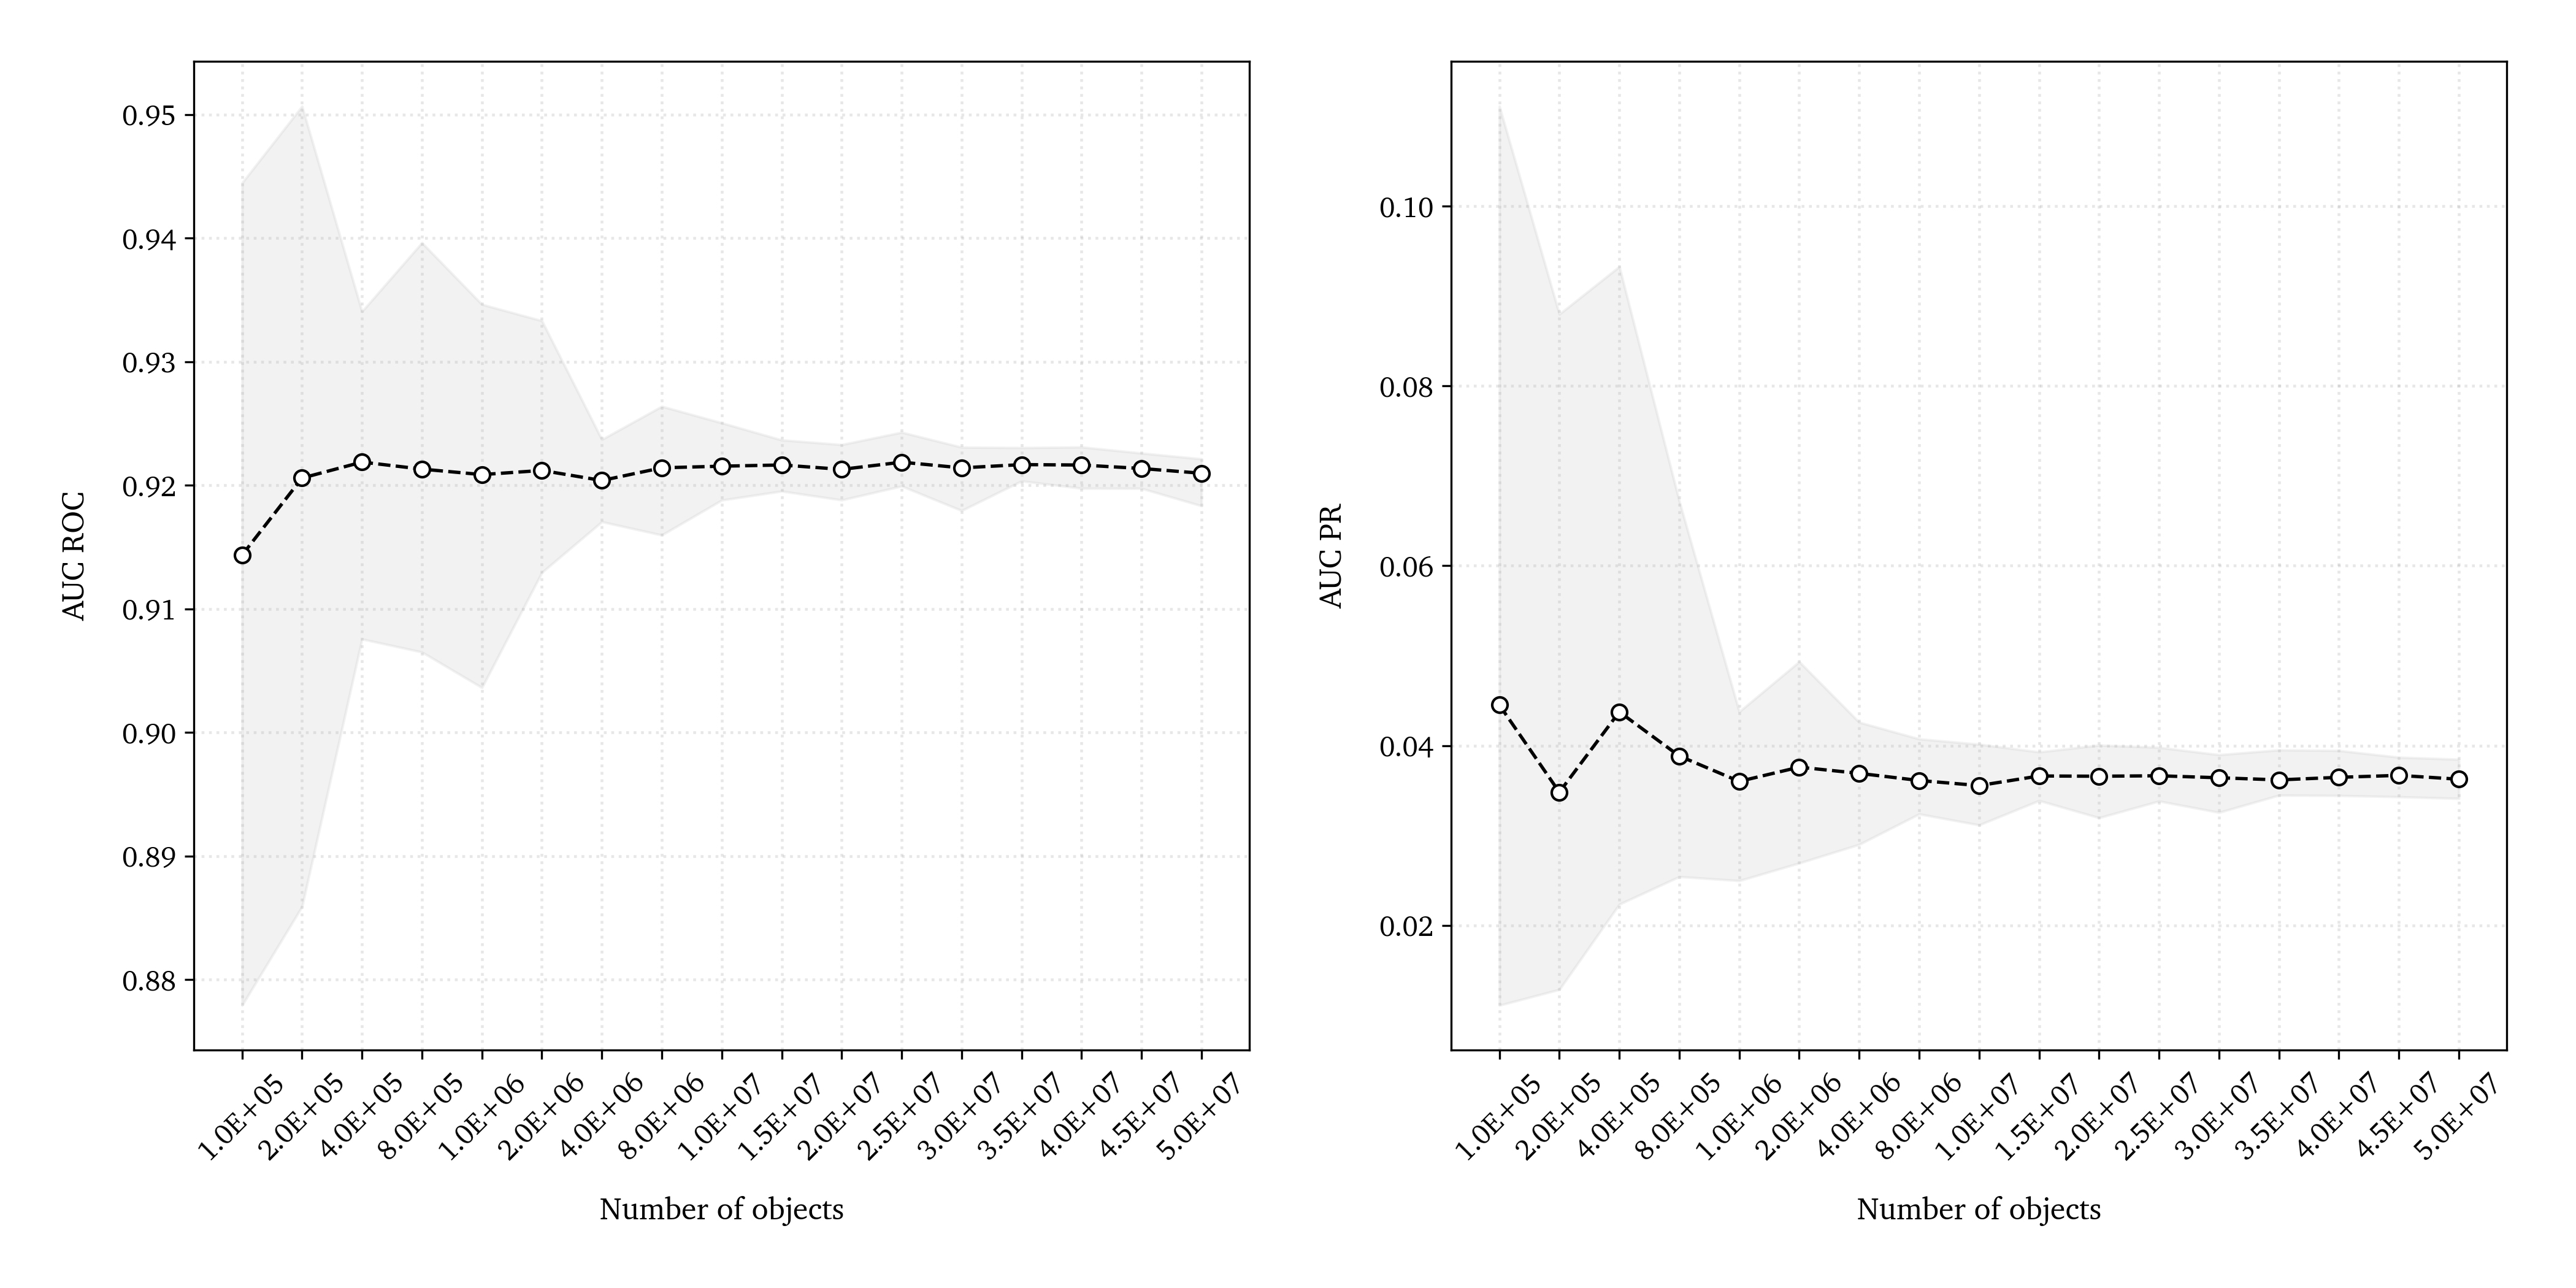 0.95
0.94
0.93
0.92
0.91
0.90
0.89
0.88
AUC ROC
1.0E+05
2.0E+05
4.0E+05
8.0E+05
1.0E+06
2.0E+06
4.0E+06
8.0E+06
1.0E+07
1.5E+07
2.0E+07
2.5E+07
3.0E+07
3.5E+07
4.0E+07
4.5E+07
5.0E+07
Number of objects
0.10
0.08
0.06
0.04
0.02
AUC PR
1.0E+05
2.0E+05
4.0E+05
8.0E+05
1.0E+06
2.0E+06
4.0E+06
8.0E+06
1.0E+07
1.5E+07
2.0E+07
2.5E+07
3.0E+07
3.5E+07
4.0E+07
4.5E+07
5.0E+07
Number of objects